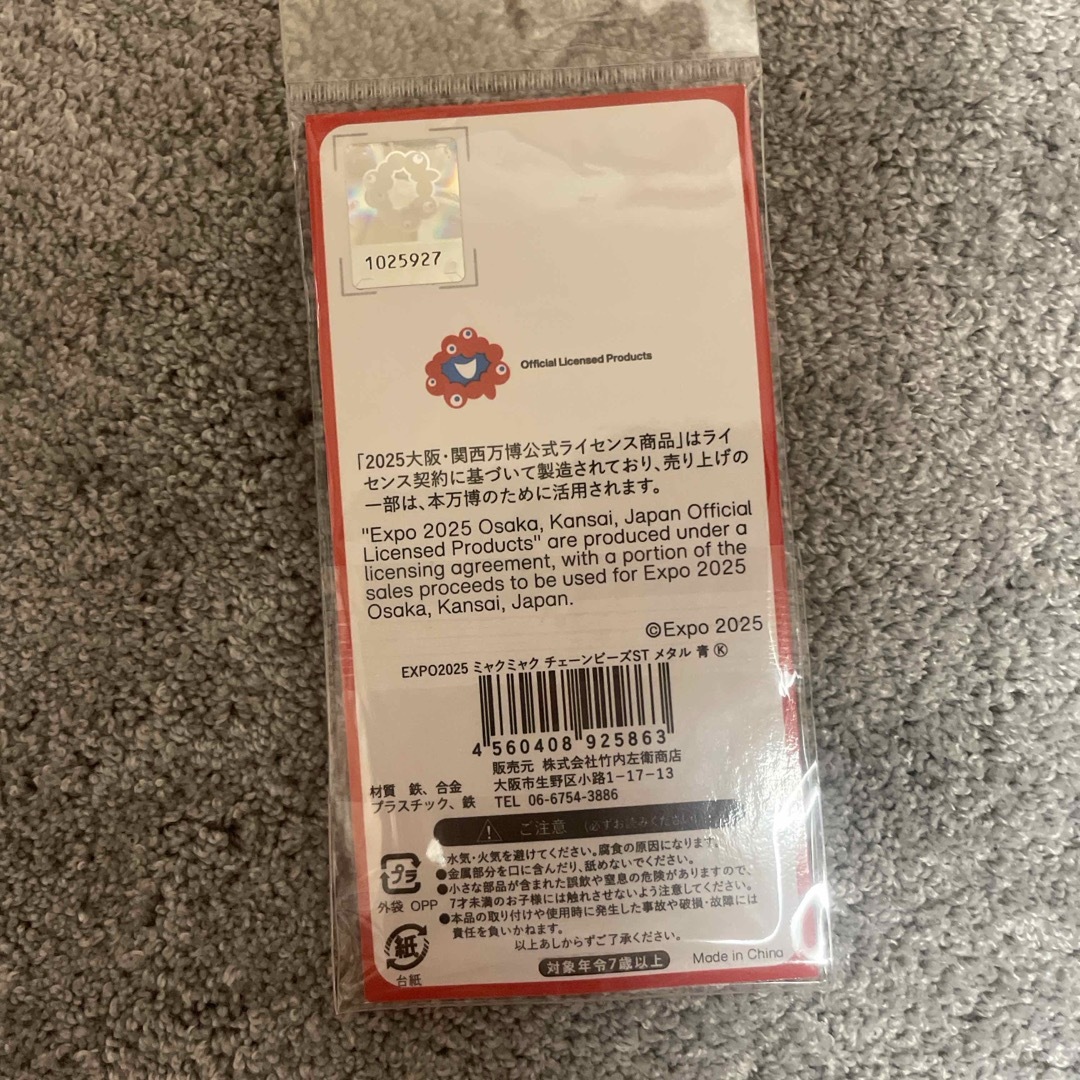 1025927
Official Licensed Products
「2025大阪・関西万博公式ライセンス商品」はライ
センス契約に基づいて製造されており、売り上げの
一部は、本万博のために活用されます。
"Expo 2025 Osaka, Kansai, Japan Official
Licensed Products" are produced under a
licensing agreement, with a portion of the
sales proceeds to be used for Expo 2025
Osaka, Kansai, Japan.
©Expo 2025
EXPO2025 ミャクミャク チェーンビーズST メタル 青 Ⓚ
4 560408 925863
販売元 株式会社竹内左衛商店
大阪市生野区小路1-17-13
TEL 06-6754-3886
材質 鉄、合金
プラスチック、鉄
ご注意 (必ずお読みください)
●水気・火気を避けてください。腐食の原因になります。
●金属部分を口に含んだり、舐めないでください。
●小さな部品が含まれた誤飲や窒息の危険がありますので、
7才未満のお子様には触れさせないよう注意してください。
●本品の取り付けや使用時に発生した事故や破損・故障には
責任を負いかねます。
以上あしからずご了承ください。
プラ
外袋 OPP
紙
台紙
対象年令7歳以上
Made in China